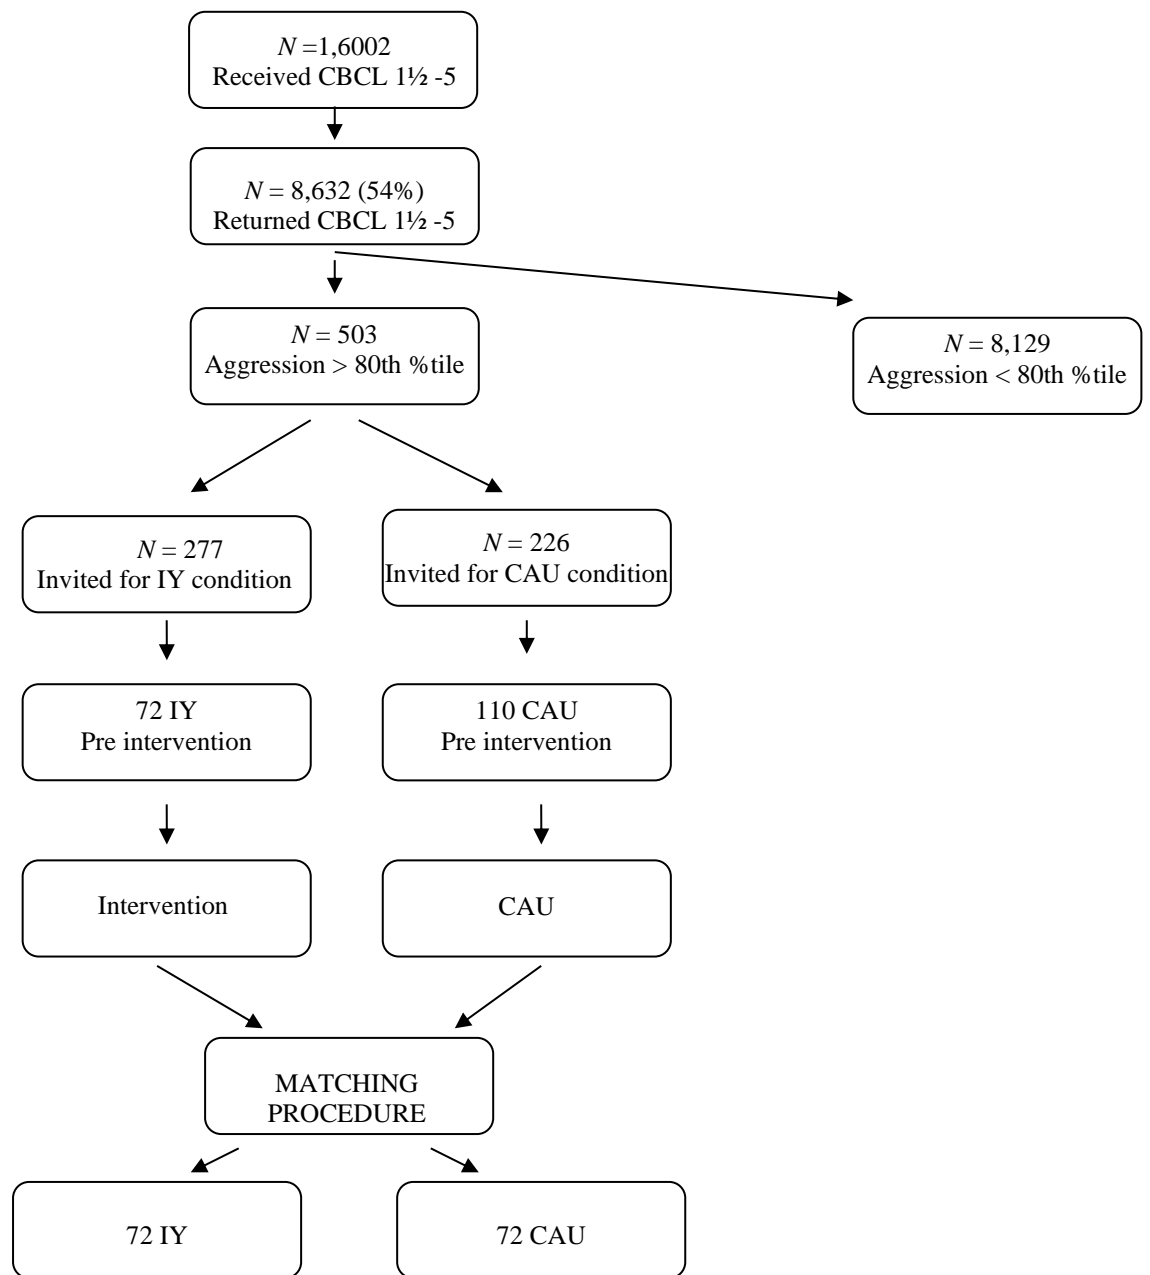 N =1,6002
Received CBCL 1½ -5
N = 8,632 (54%)
Returned CBCL 1½ -5
N = 503
Aggression > 80th %tile
N = 8,129
Aggression < 80th %tile
N = 277
Invited for IY condition
N = 226
Invited for CAU condition
72 IY
Pre intervention
110 CAU
Pre intervention
Intervention
CAU
MATCHING
PROCEDURE
72 IY
72 CAU